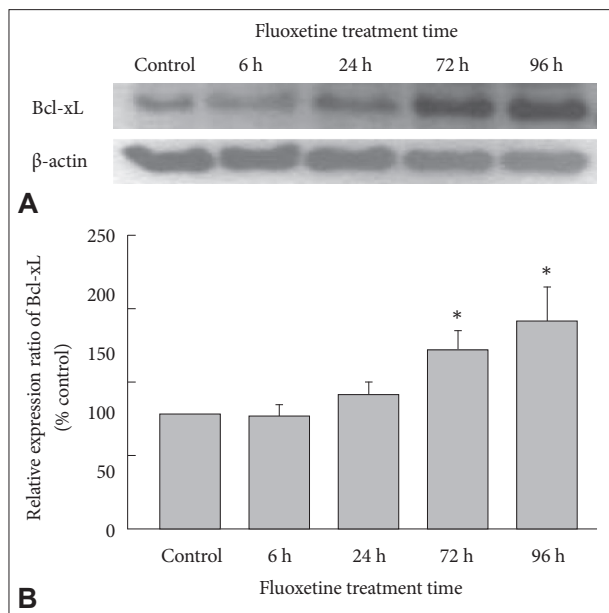 Fluoxetine treatment time
Control 6 h 24 h 72 h 96 h
Bcl-xL
β-actin
A
250
200
150
100
50
0
Relative expression ratio of Bcl-xL
(% control)
* *
Control 6 h 24 h 72 h 96 h
Fluoxetine treatment time
B